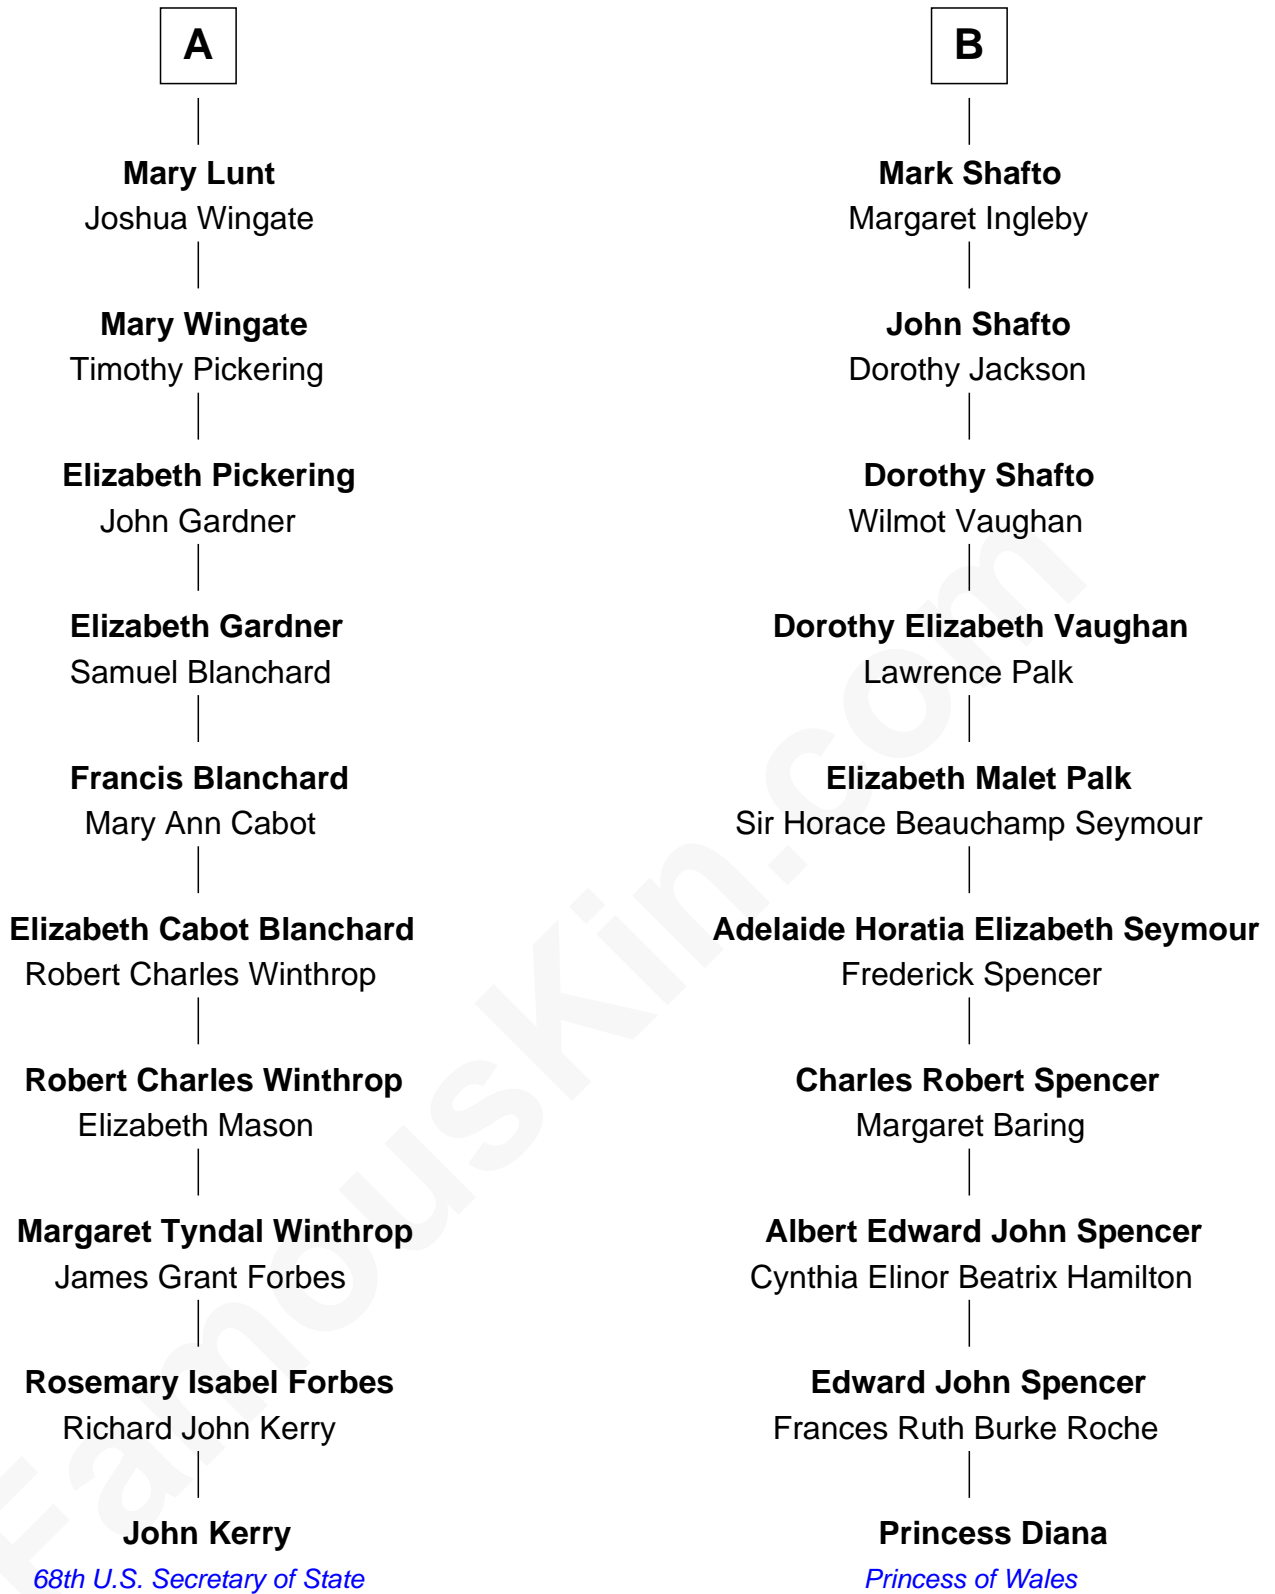 A
Mary Lunt
Joshua Wingate
Mary Wingate
Timothy Pickering
Elizabeth Pickering
John Gardner
Elizabeth Gardner
Samuel Blanchard
Francis Blanchard
Mary Ann Cabot
Elizabeth Cabot Blanchard
Robert Charles Winthrop
Robert Charles Winthrop
Elizabeth Mason
Margaret Tyndal Winthrop
James Grant Forbes
Rosemary Isabel Forbes
Richard John Kerry
John Kerry
68th U.S. Secretary of State
B
Mark Shafto
Margaret Ingleby
John Shafto
Dorothy Jackson
Dorothy Shafto
Wilmot Vaughan
Dorothy Elizabeth Vaughan
Lawrence Palk
Elizabeth Malet Palk
Sir Horace Beauchamp Seymour
Adelaide Horatia Elizabeth Seymour
Frederick Spencer
Charles Robert Spencer
Margaret Baring
Albert Edward John Spencer
Cynthia Elinor Beatrix Hamilton
Edward John Spencer
Frances Ruth Burke Roche
Princess Diana
Princess of Wales
FamousKin.com